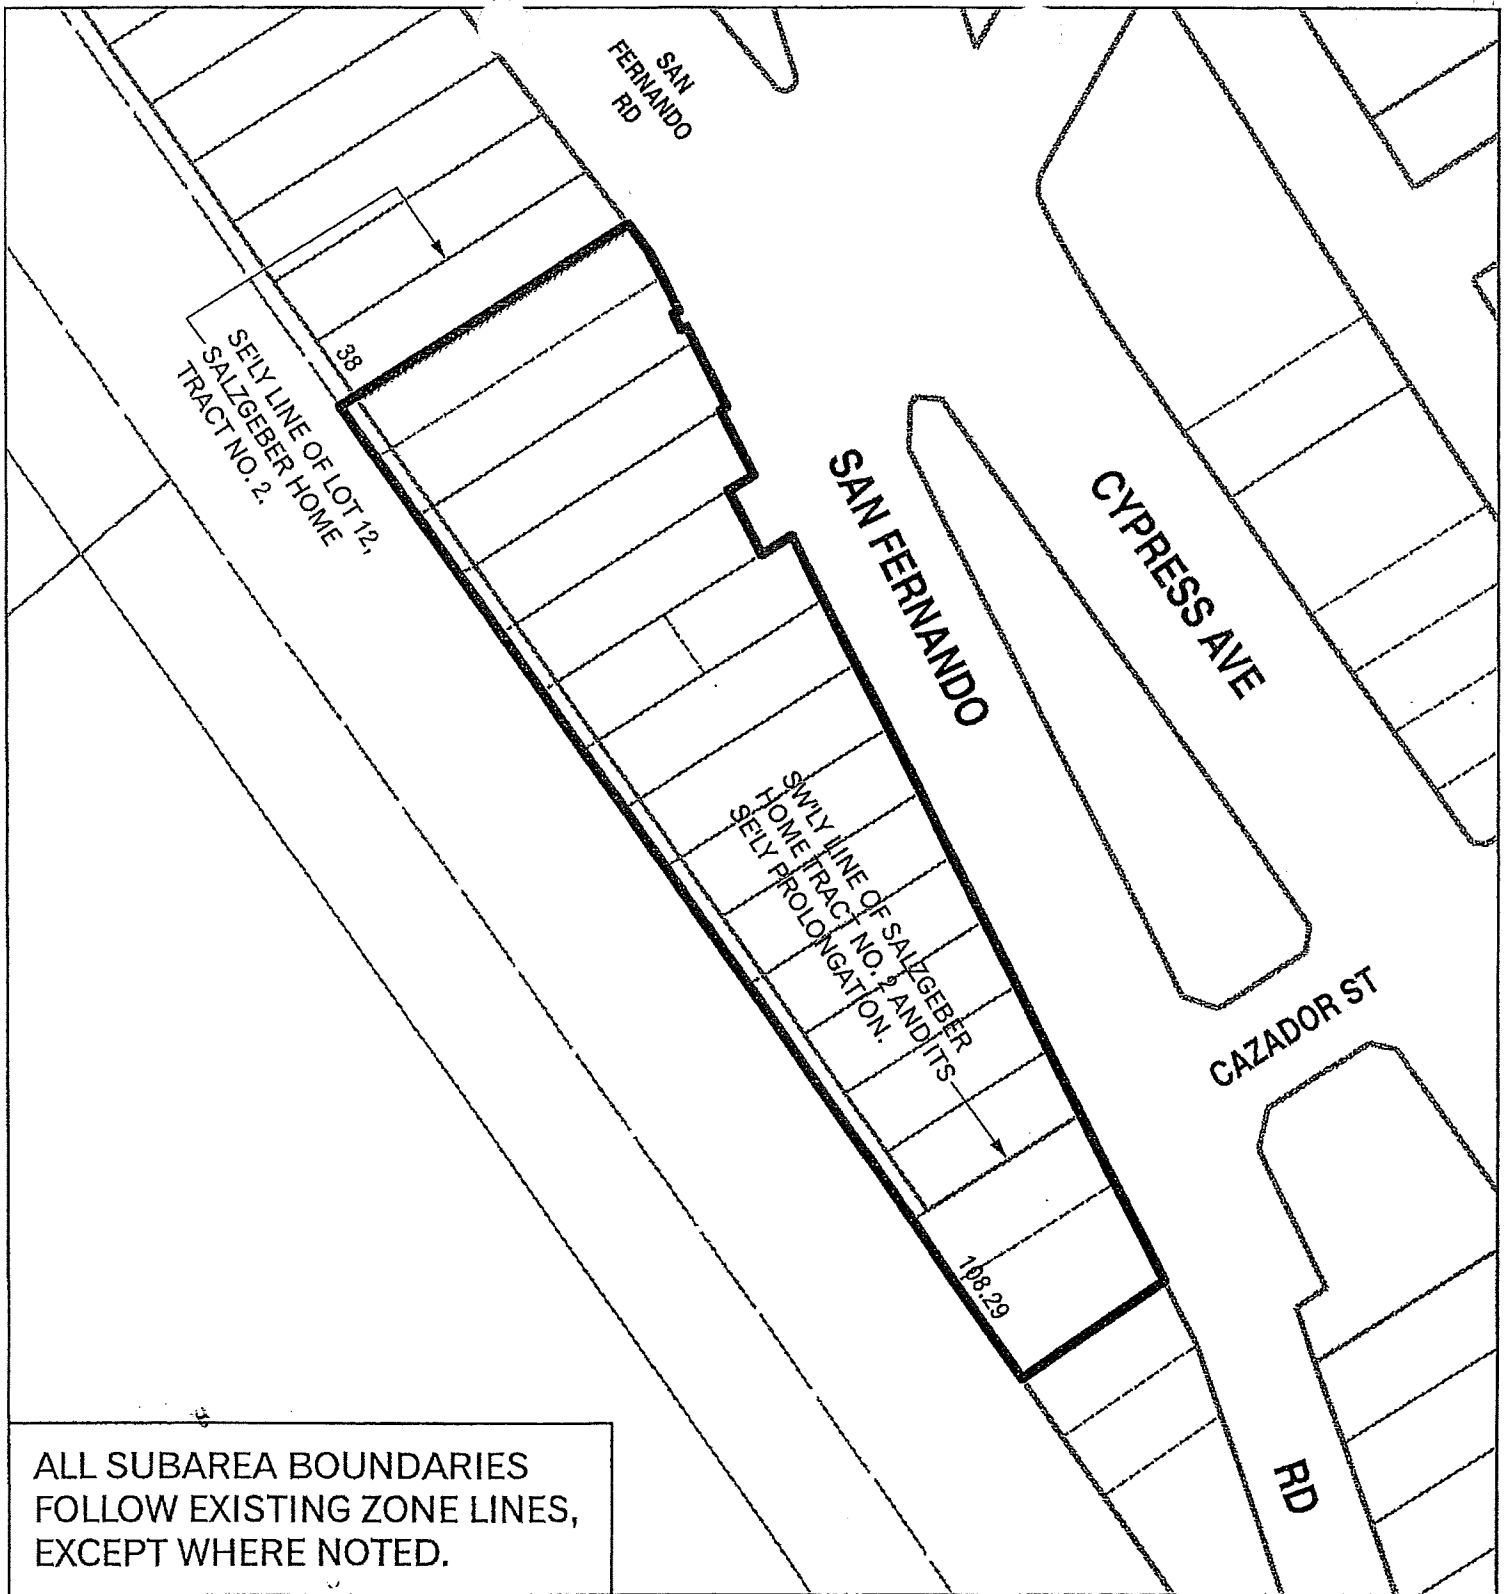 SAN
FERNANDO
RD
38
SE'LY LINE OF LOT 12,
SALZGEBER HOME
TRACT NO. 2.
SAN FERNANDO
CYPRESS AVE
SW'LY LINE OF SALZGEBER
HOME TRACT NO. 2 AND ITS
SE'LY PROLONGATION.
CAZADOR ST
108.29
RD
ALL SUBAREA BOUNDARIES
FOLLOW EXISTING ZONE LINES,
EXCEPT WHERE NOTED.